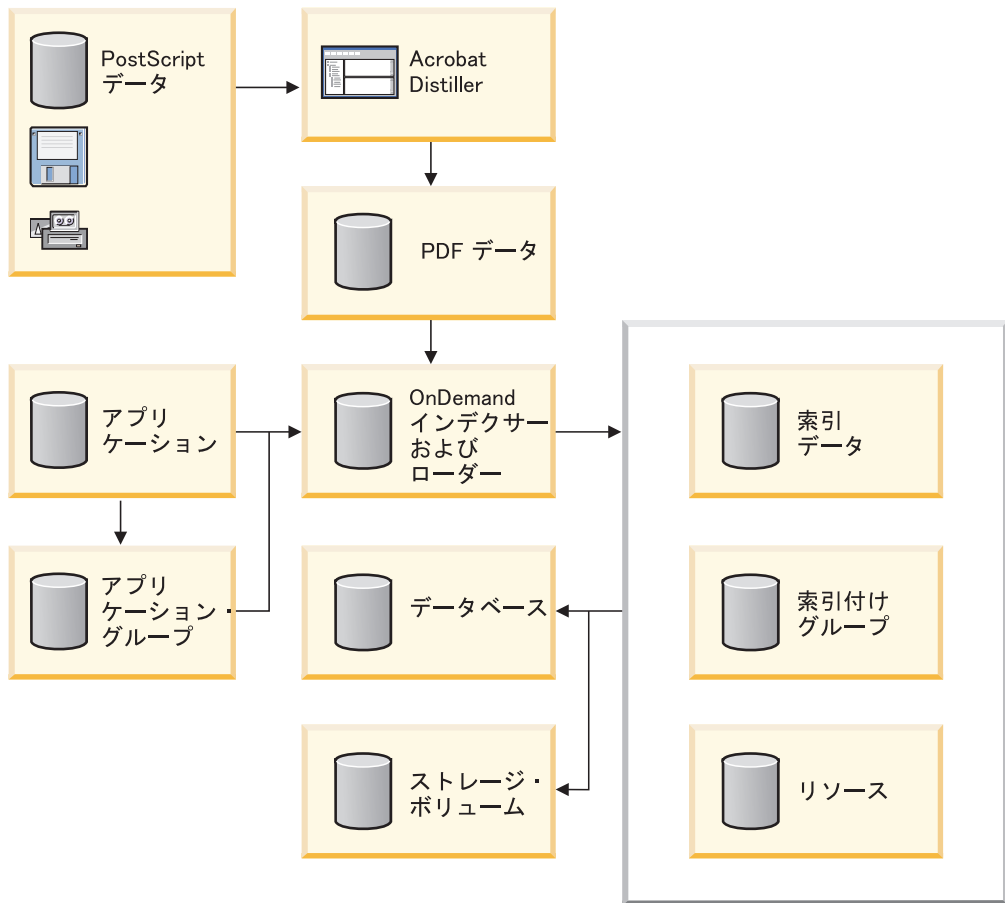 PostScript
データ
Acrobat
Distiller
PDF データ
アプリ
ケーション
OnDemand
インデクサー
および
ローダー
索引
データ
アプリ
ケーション・
グループ
データベース
索引付け
グループ
ストレージ・
ボリューム
リソース